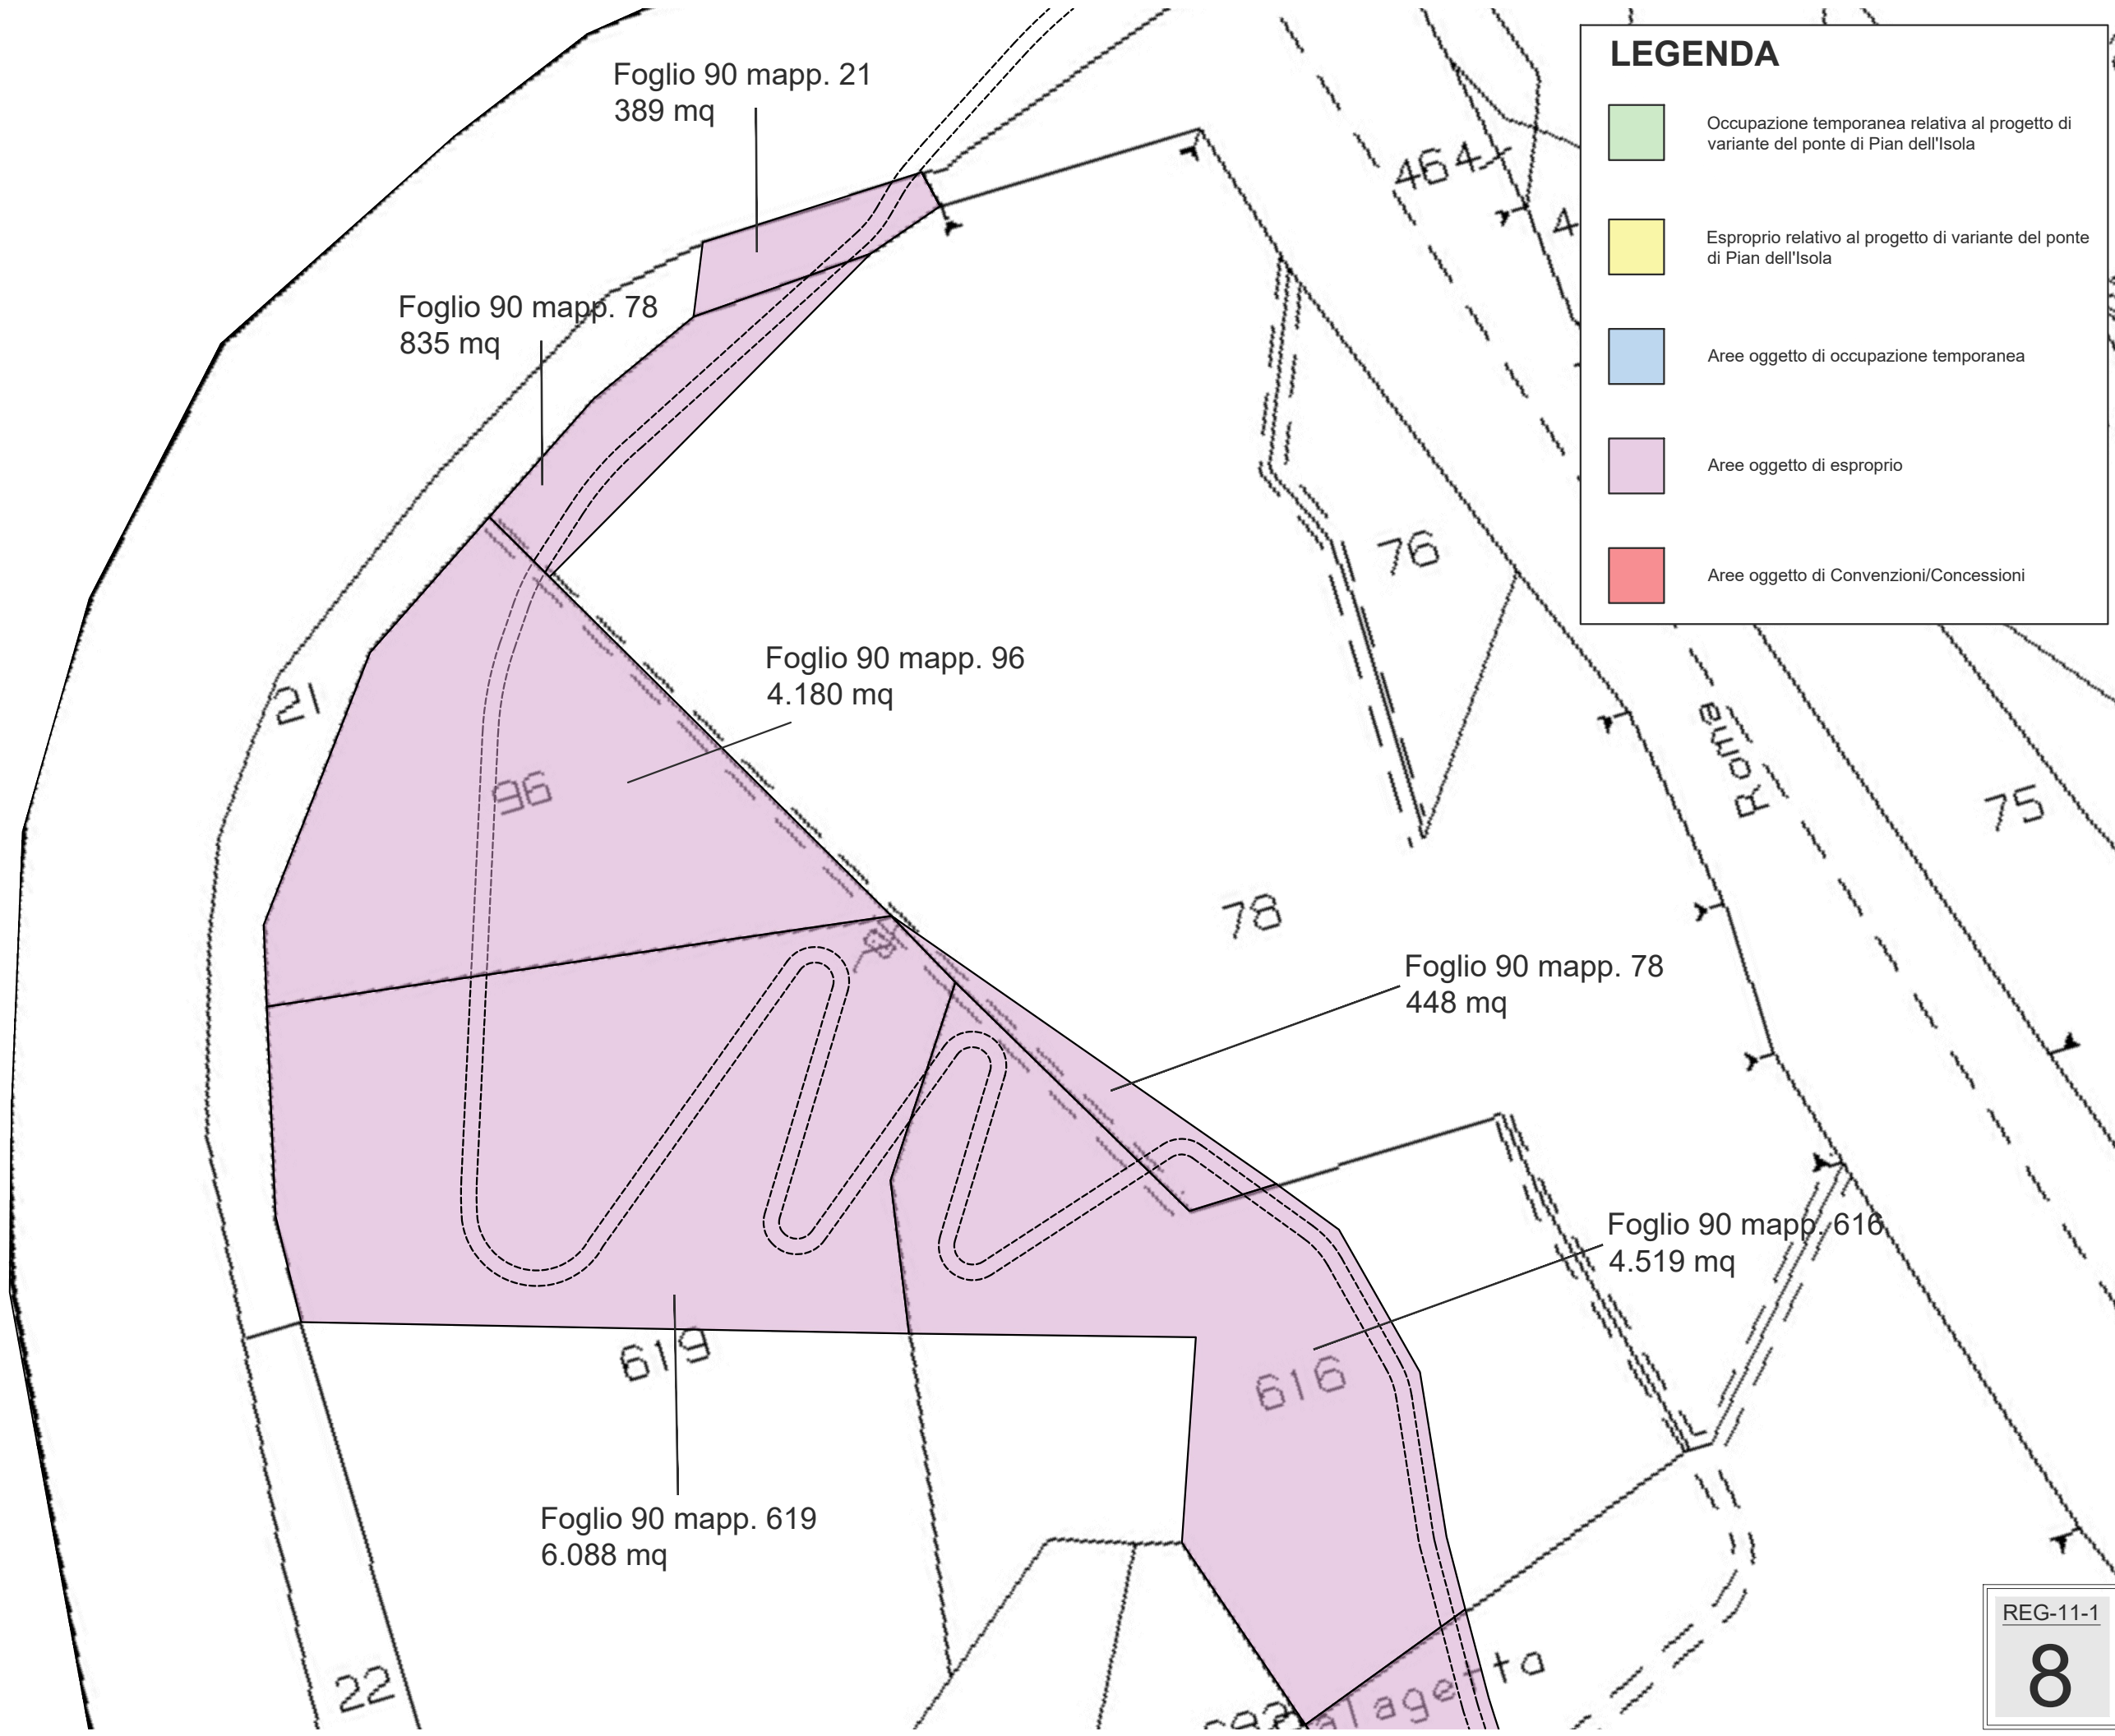 Foglio 90 mapp. 21
389 mq
Foglio 90 mapp. 78
835 mq
Foglio 90 mapp. 96
4.180 mq
Foglio 90 mapp. 78
448 mq
Foglio 90 mapp. 616
4.519 mq
Foglio 90 mapp. 619
6.088 mq
LEGENDA
Occupazione temporanea relativa al progetto di
variante del ponte di Pian dell'Isola
Esproprio relativo al progetto di variante del ponte
di Pian dell'Isola
Aree oggetto di occupazione temporanea
Aree oggetto di esproprio
Aree oggetto di Convenzioni/Concessioni
464
4
76
21
96
Roma
75
78
619
616
22
REG-11-1
8